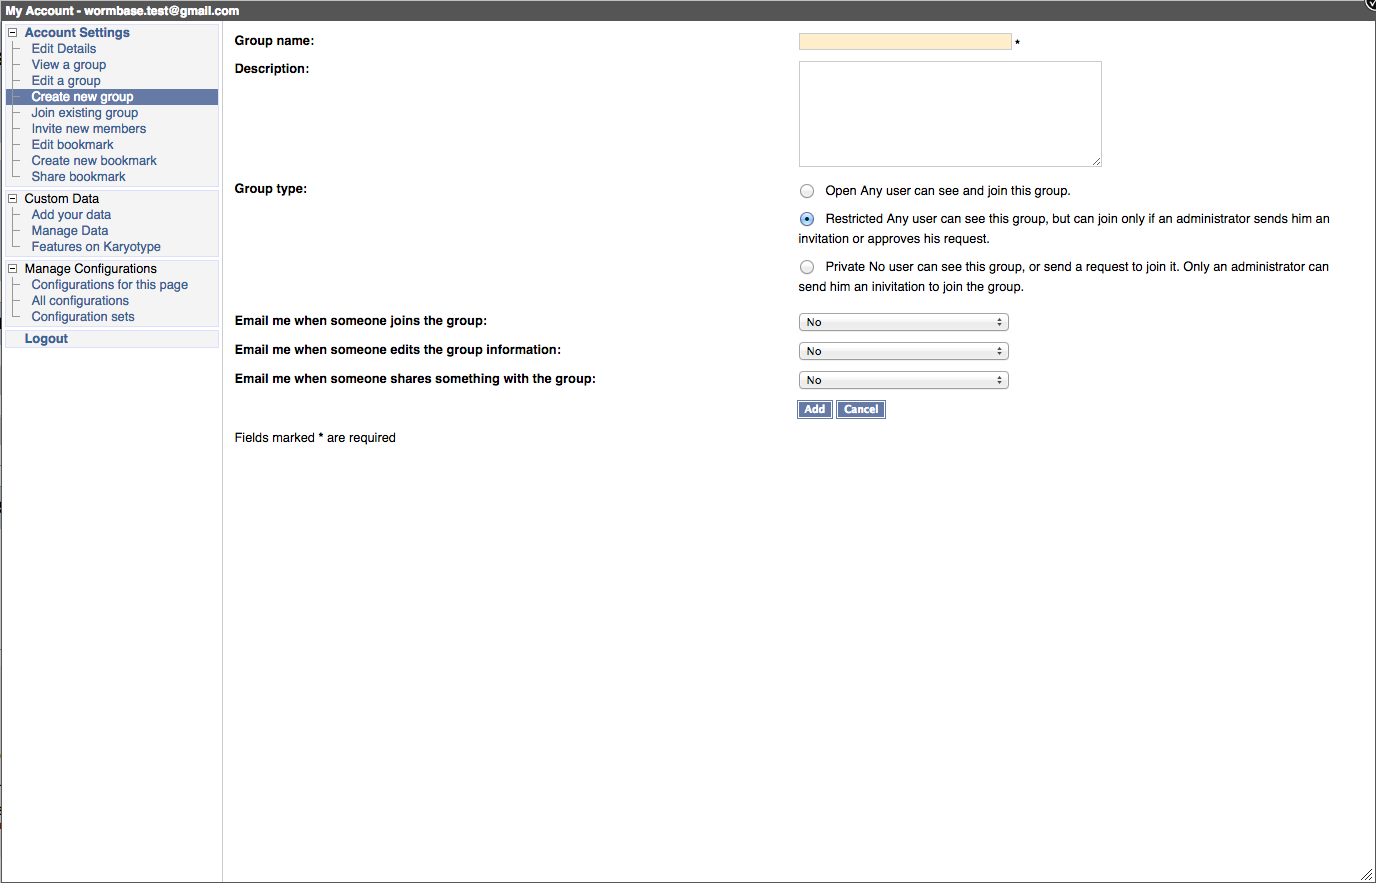 My Account - wormbase.test@gmail.com
Account Settings
Edit Details
View a group
Edit a group
Create new group
Join existing group
Invite new members
Edit bookmark
Create new bookmark
Share bookmark
Custom Data
Add your data
Manage Data
Features on Karyotype
Manage Configurations
Configurations for this page
All configurations
Configuration sets
Logout
Group name: *
Description:
Group type:
Open Any user can see and join this group.
Restricted Any user can see this group, but can join only if an administrator sends him an
invitation or approves his request.
Private No user can see this group, or send a request to join it. Only an administrator can
send him an inivitation to join the group.
Email me when someone joins the group: No
Email me when someone edits the group information: No
Email me when someone shares something with the group: No
Add Cancel
Fields marked * are required